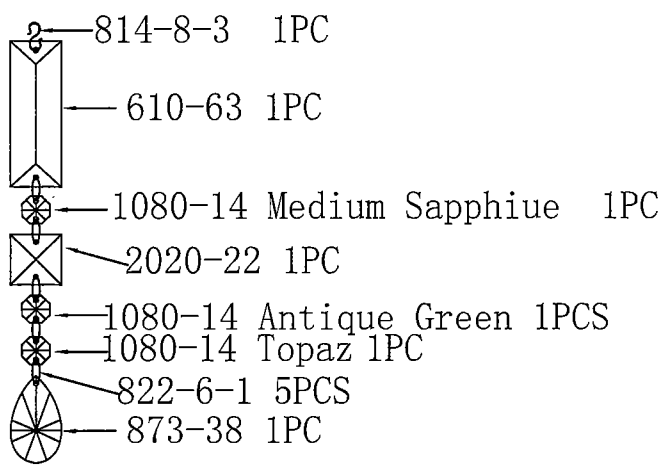 814-8-3 1PC
610-63 1PC
1080-14 Medium Sapphiue 1PC
2020-22 1PC
1080-14 Antique Green 1PCS
1080-14 Topaz 1PC
822-6-1 5PCS
873-38 1PC